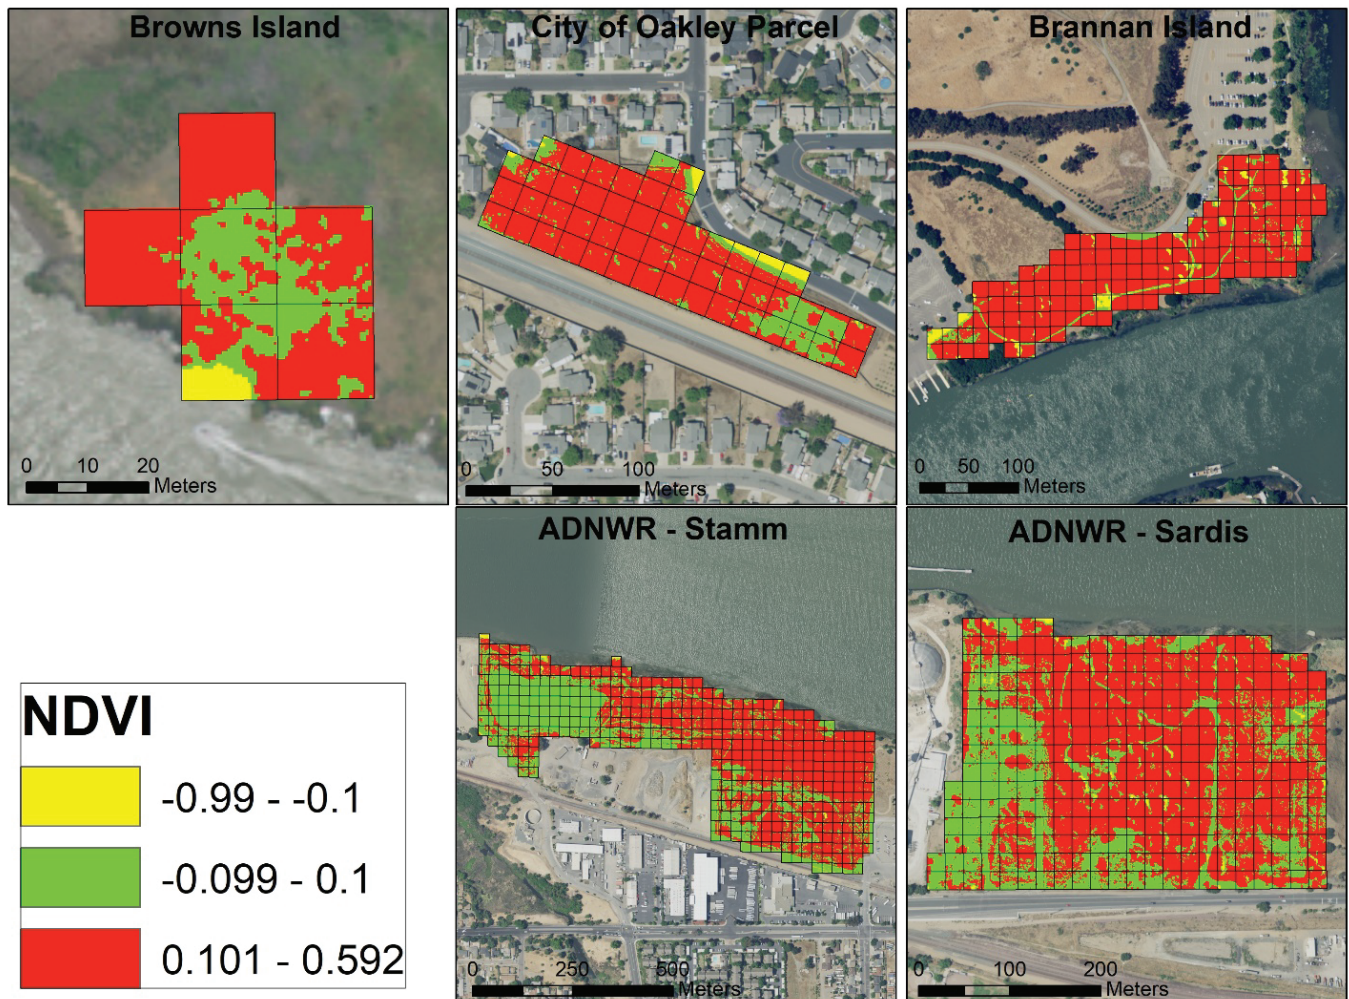 Browns Island
0 10 20
Meters
City of Oakley Parcel
0 50 100
Meters
Brannan Island
0 50 100
Meters
ADNWR - Stamm
0 250 500
Meters
ADNWR - Sardis
0 100 200
Meters
NDVI
-0.99 - -0.1
-0.099 - 0.1
0.101 - 0.592